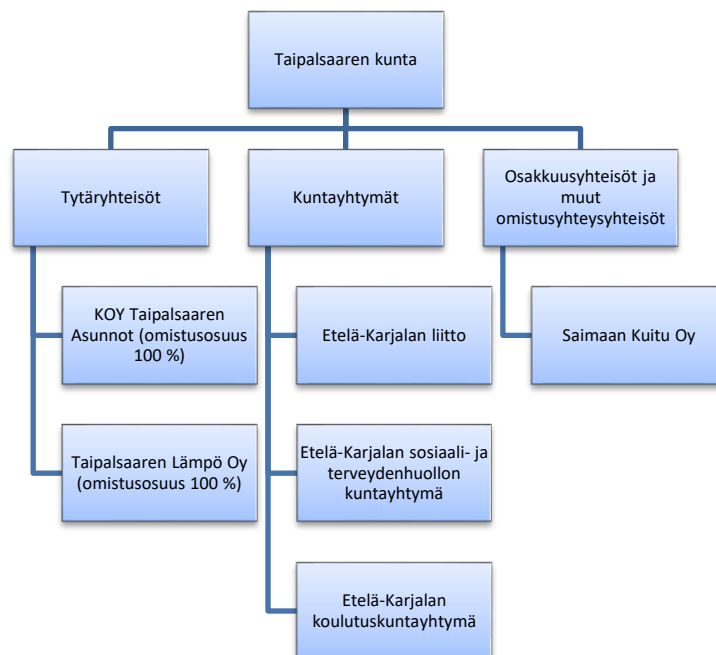 Taipalsaaren kunta
Tytäryhteisöt
Kuntayhtymät
Osakkuusyhteisöt ja
muut
omistusyhteysyhteisöt
KOY Taipalsaaren
Asunnot (omistusosuus
100 %)
Etelä-Karjalan liitto
Saimaan Kuitu Oy
Taipalsaaren Lämpö Oy
(omistusosuus 100 %)
Etelä-Karjalan sosiaali- ja
terveydenhuollon
kuntayhtymä
Etelä-Karjalan
koulutuskuntayhtymä